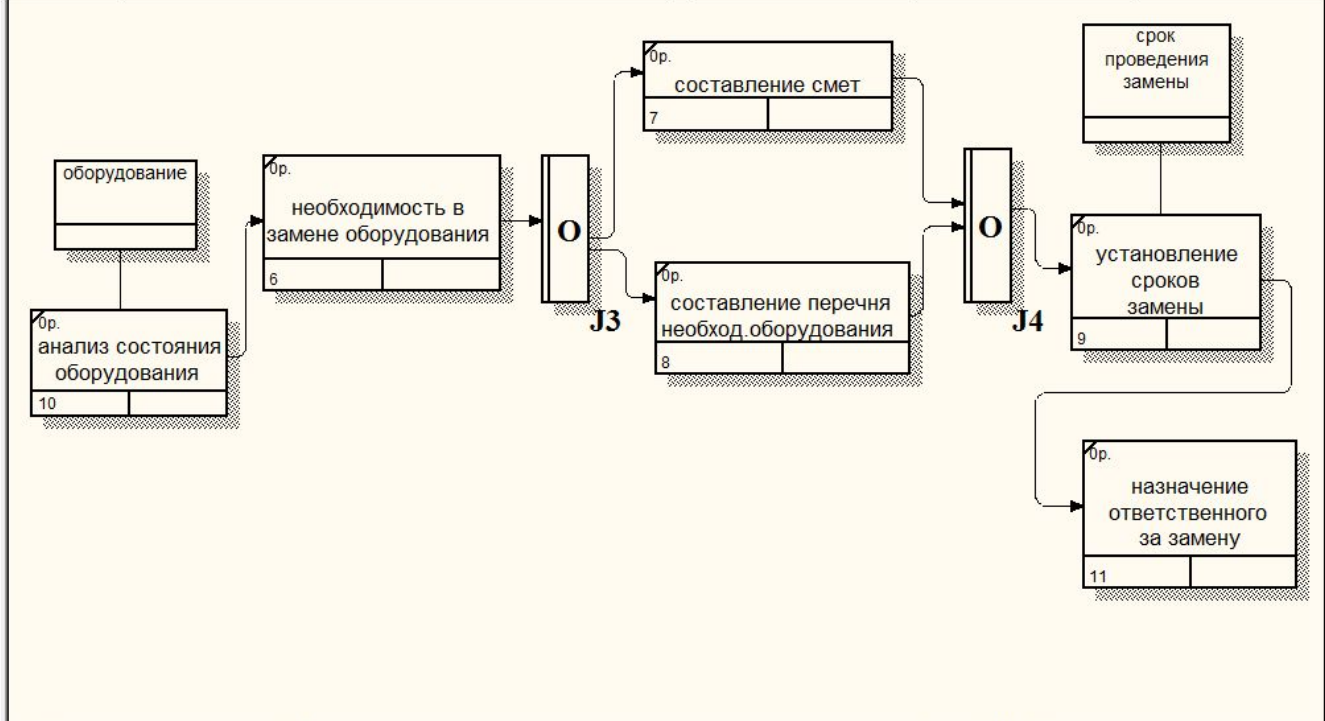 оборудование
0р.
анализ состояния
оборудования
10
0р.
необходимость в
замене оборудования
6
O
J3
0р.
составление смет
7
0р.
составление перечня
необход.оборудования
8
O
J4
срок
проведения
замены
0р.
установление
сроков
замены
9
0р.
назначение
ответственного
за замену
11